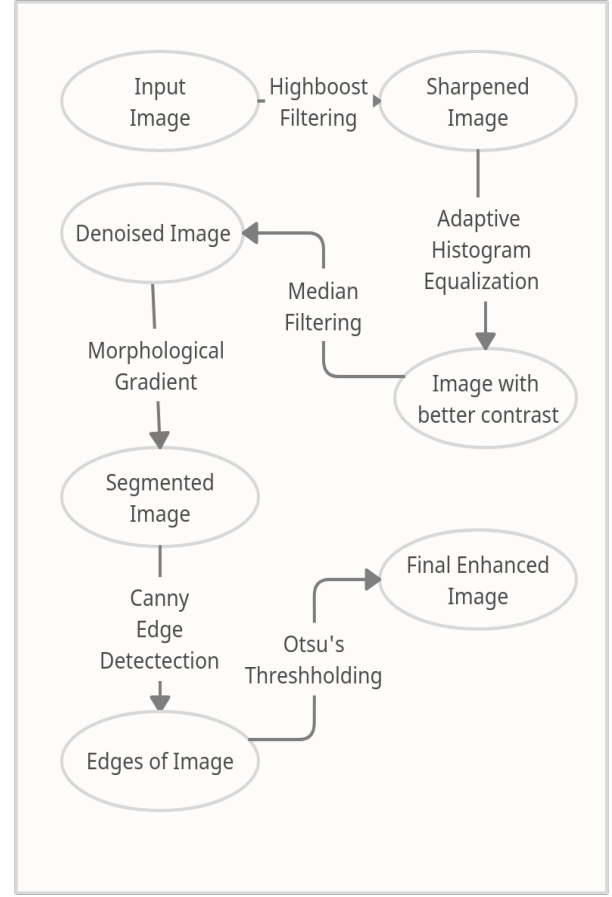 Input
Image
Highboost
Filtering
Sharpened
Image
Adaptive
Histogram
Equalization
Image with
better contrast
Median
Filtering
Denoised Image
Morphological
Gradient
Segmented
Image
Canny
Edge
Detectection
Edges of Image
Otsu's
Threshholding
Final Enhanced
Image